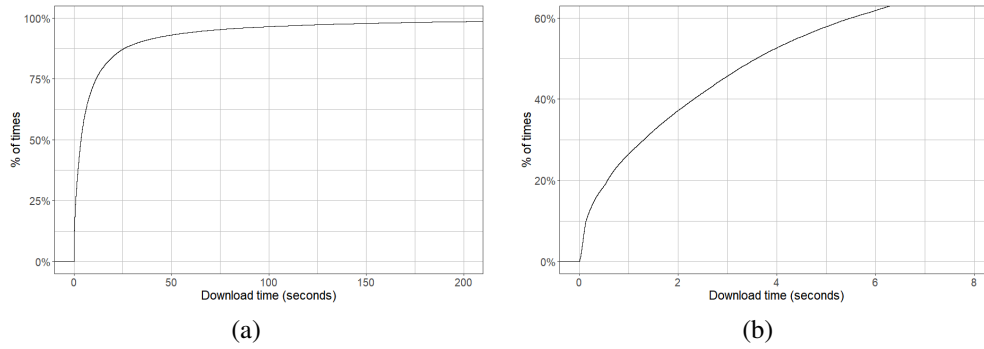 100%
75%
50%
25%
0%
% of times
0 50 100 150 200
Download time (seconds)
(a)
60%
40%
20%
0%
% of times
0 2 4 6 8
Download time (seconds)
(b)